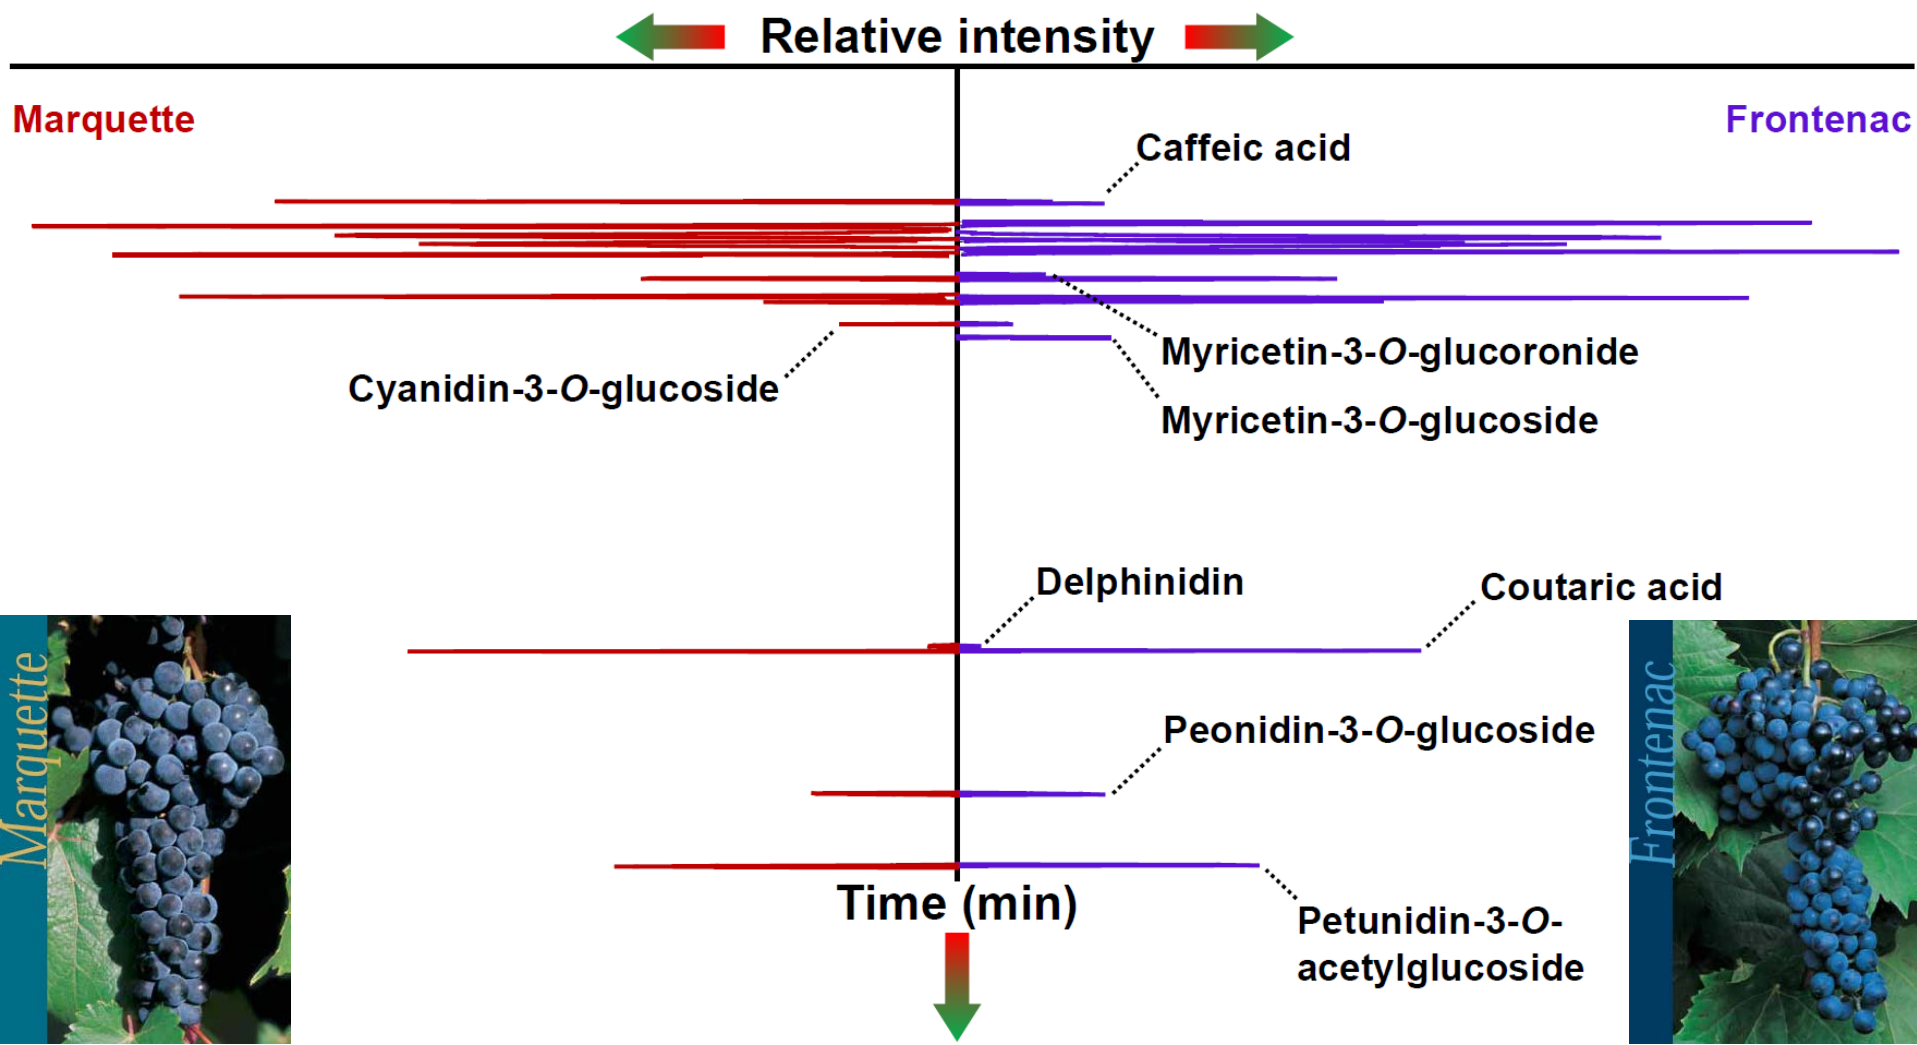 Relative intensity
Marquette
Frontenac
Caffeic acid
Myricetin-3-O-glucoronide
Cyanidin-3-O-glucoside
Myricetin-3-O-glucoside
Delphinidin
Coutaric acid
Marquette
Frontenac
Peonidin-3-O-glucoside
Time (min)
Petunidin-3-O-
acetylglucoside